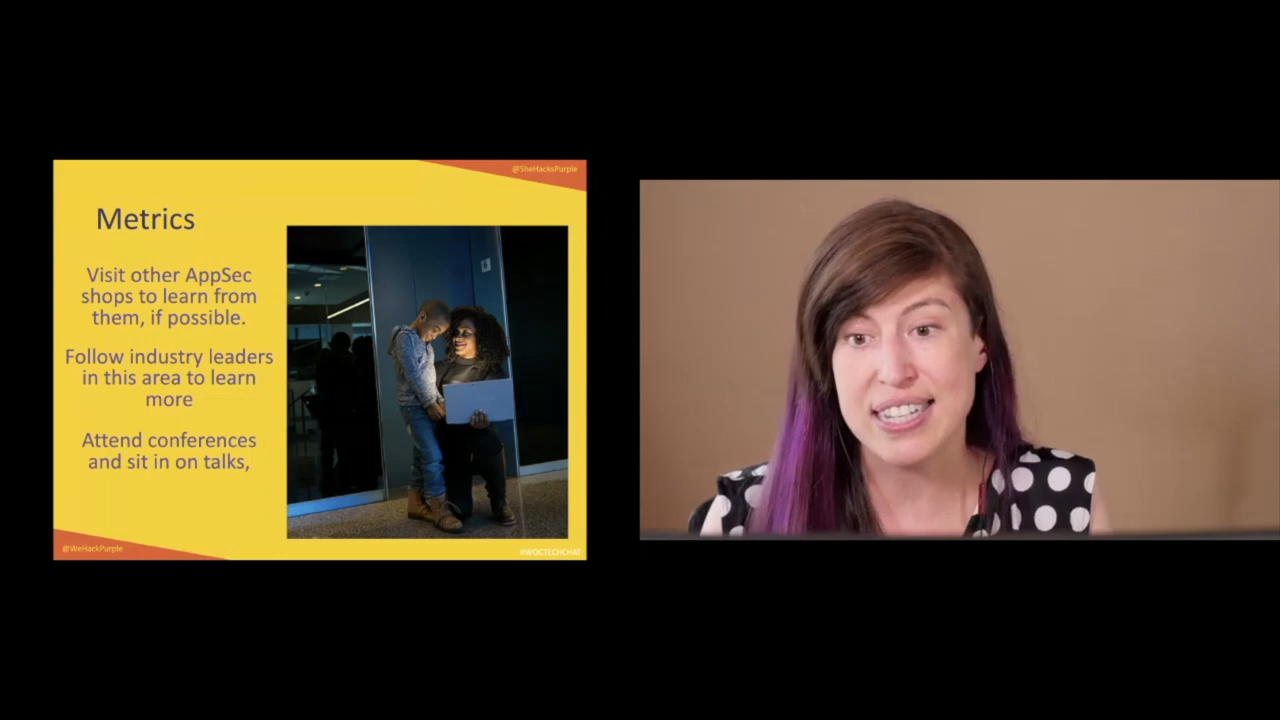 @SheHacksPurple
Metrics
Visit other AppSec
shops to learn from
them, if possible.
Follow industry leaders
in this area to learn
more
Attend conferences
and sit in on talks,
@WeHackPurple
#WOCTECHCHAT